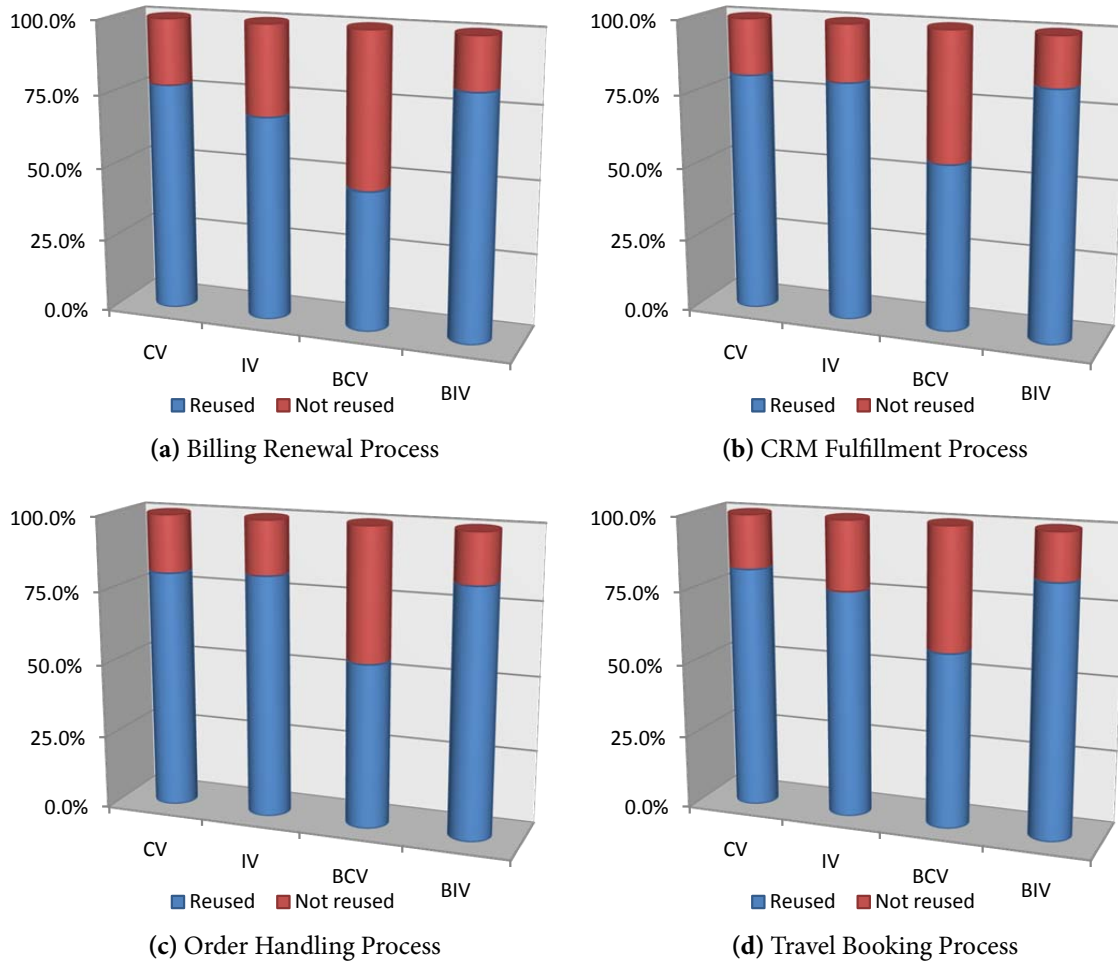 100.0%
75.0%
50.0%
25.0%
0.0%
CV
IV
BCV
BIV
Reused Not reused
(a) Billing Renewal Process
100.0%
75.0%
50.0%
25.0%
0.0%
CV
IV
BCV
BIV
Reused Not reused
(b) CRM Fulfillment Process
100.0%
75.0%
50.0%
25.0%
0.0%
CV
IV
BCV
BIV
Reused Not reused
(c) Order Handling Process
100.0%
75.0%
50.0%
25.0%
0.0%
CV
IV
BCV
BIV
Reused Not reused
(d) Travel Booking Process